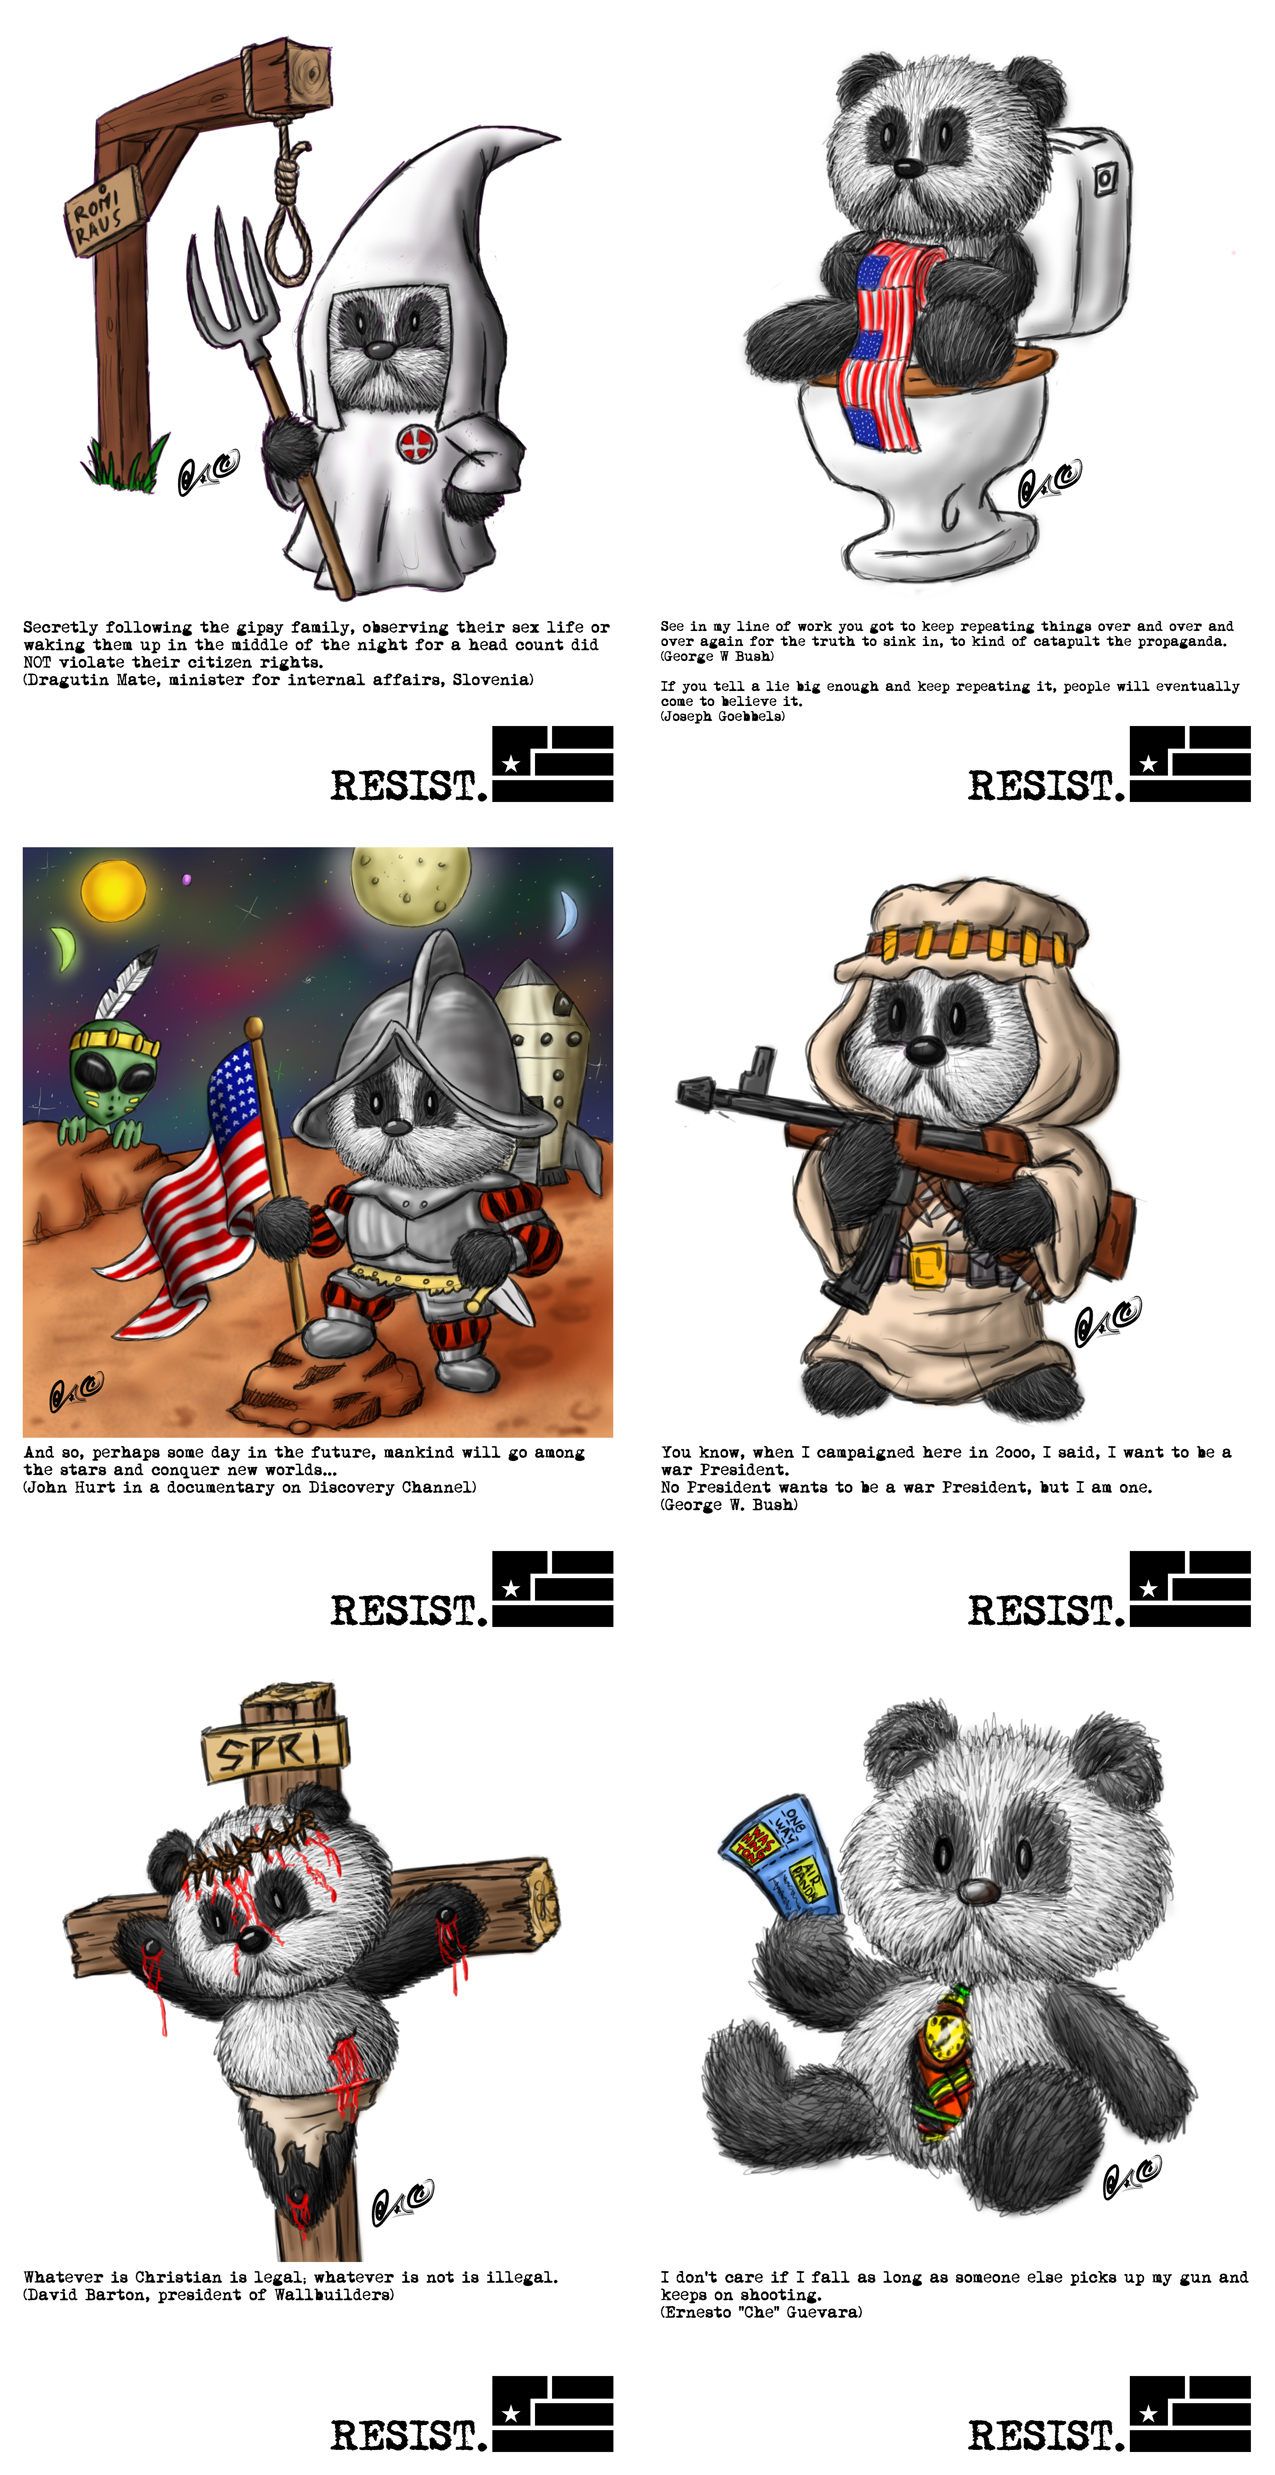 ROMI
RAUS
Secretly following the gipsy family, observing their sex life or
waking them up in the middle of the night for a head count did
NOT violate their citizen rights.
(Dragutin Mate, minister for internal affairs, Slovenia)
RESIST.
See in my line of work you got to keep repeating things over and over and
over again for the truth to sink in, to kind of catapult the propaganda.
(George W Bush)
If you tell a lie big enough and keep repeating it, people will eventually
come to believe it.
(Joseph Goebbels)
RESIST.
And so, perhaps some day in the future, mankind will go among
the stars and conquer new worlds...
(John Hurt in a documentary on Discovery Channel)
RESIST.
You know, when I campaigned here in 2000, I said, I want to be a
war President.
No President wants to be a war President, but I am one.
(George W. Bush)
RESIST.
SPRI
Whatever is Christian is legal; whatever is not is illegal.
(David Barton, president of Wallbuilders)
RESIST.
ONE
WAY
AIR
PANDA
I don't care if I fall as long as someone else picks up my gun and
keeps on shooting.
(Ernesto "Che" Guevara)
RESIST.